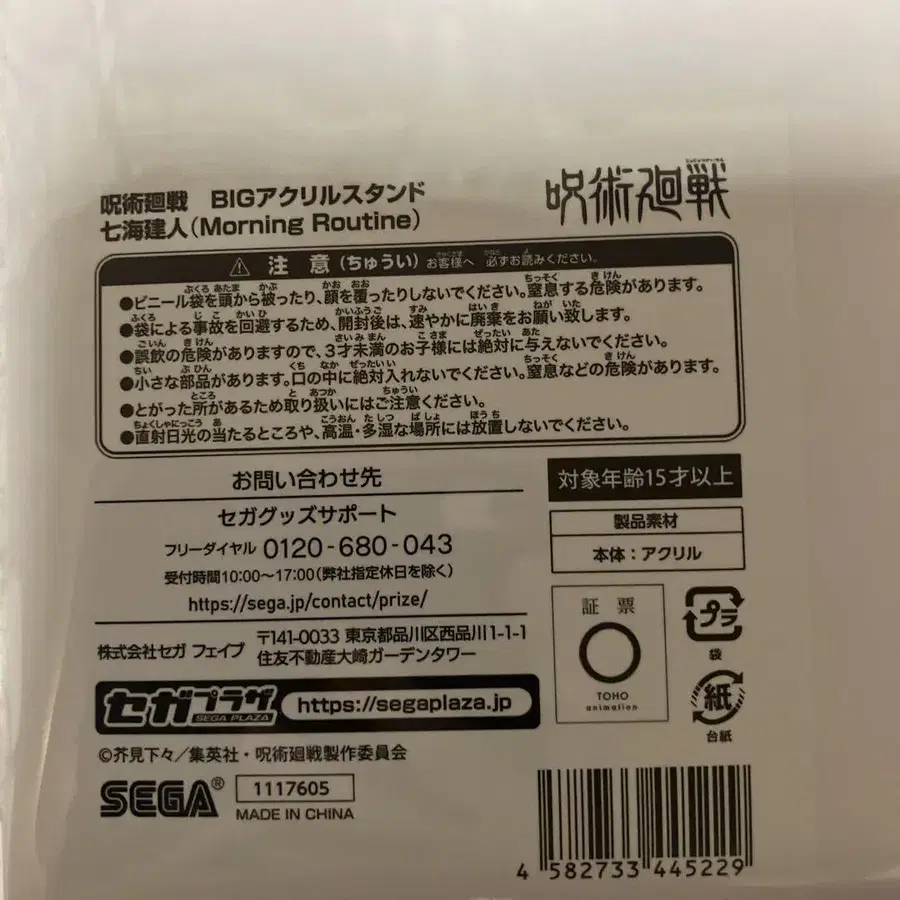 呪術廻戦 BIGアクリルスタンド
七海建人(Morning Routine)
呪術廻戦
⚠ 注 意(ちゅうい) お客様へ 必ずお読みください。
●ビニール袋を頭から被ったり、顔を覆ったりしないでください。窒息する危険があります。
●袋による事故を回避するため、開封後は、速やかに廃棄をお願い致します。
●誤飲の危険がありますので、3才未満のお子様には絶対に与えないでください。
●小さな部品があります。口の中に絶対入れないでください。窒息などの危険があります。
●とがった所があるため取り扱いにはご注意ください。
●直射日光の当たるところや、高温・多湿な場所には放置しないでください。
お問い合わせ先
セガグッズサポート
フリーダイヤル 0120-680-043
受付時間10:00〜17:00(弊社指定休日を除く)
https://sega.jp/contact/prize/
株式会社セガ フェイブ 〒141-0033 東京都品川区西品川1-1-1
住友不動産大崎ガーデンタワー
セガプラザ
SEGA PLAZA
https://segaplaza.jp
©芥見下々/集英社・呪術廻戦製作委員会
SEGA® 1117605
MADE IN CHINA
対象年齢15才以上
製品素材
本体:アクリル
証票
TOHO
animation
プラ
袋
紙
台紙
4 582733 445229